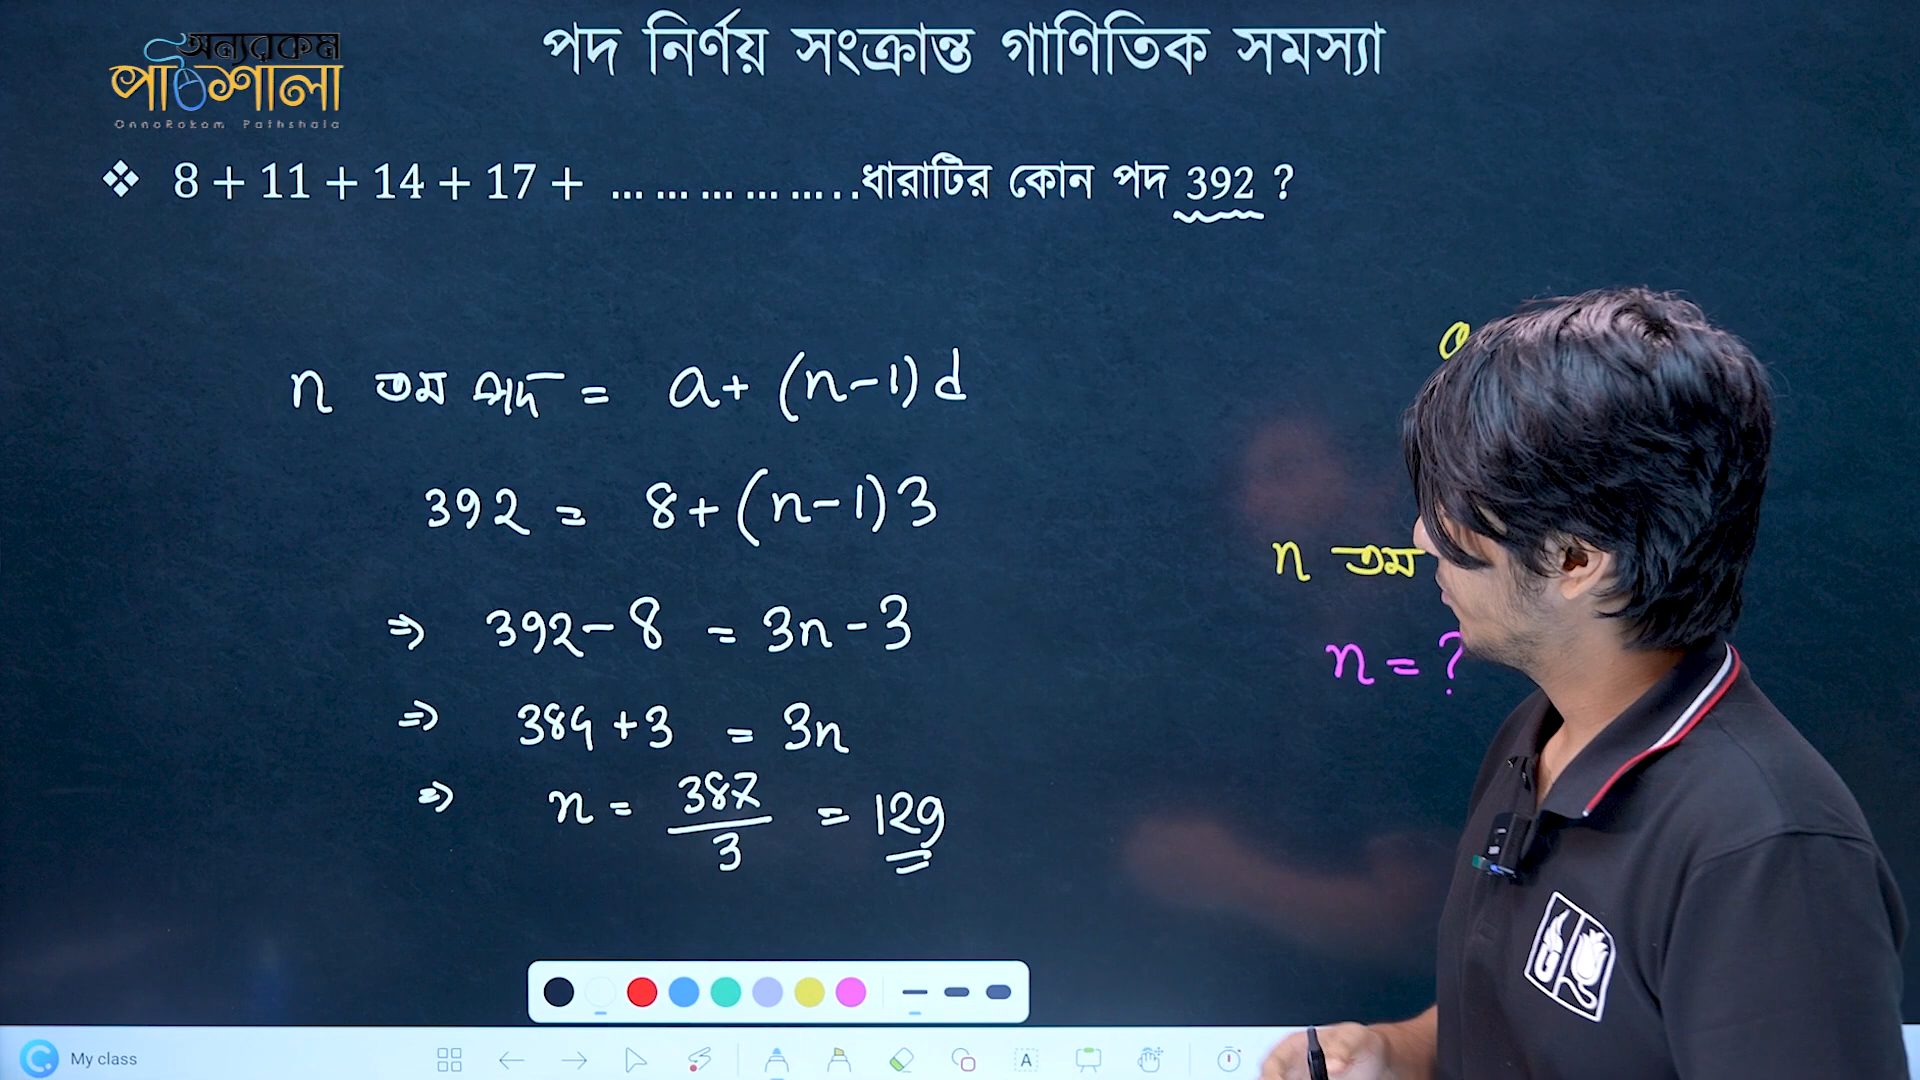 অন্যরকম
পাঠশালা
OnnoRokom Pathshala
পদ নির্ণয় সংক্রান্ত গাণিতিক সমস্যা
❖ 8 + 11 + 14 + 17 + ... ... ... ... ... . . ধারাটির কোন পদ 392 ?
n তম পদ = a + (n-1) d
392 = 8 + (n-1) 3
⇒ 392 - 8 = 3n - 3
⇒ 384 + 3 = 3n
⇒ n = 387/3 = 129
n তম
n = ?
A
My class